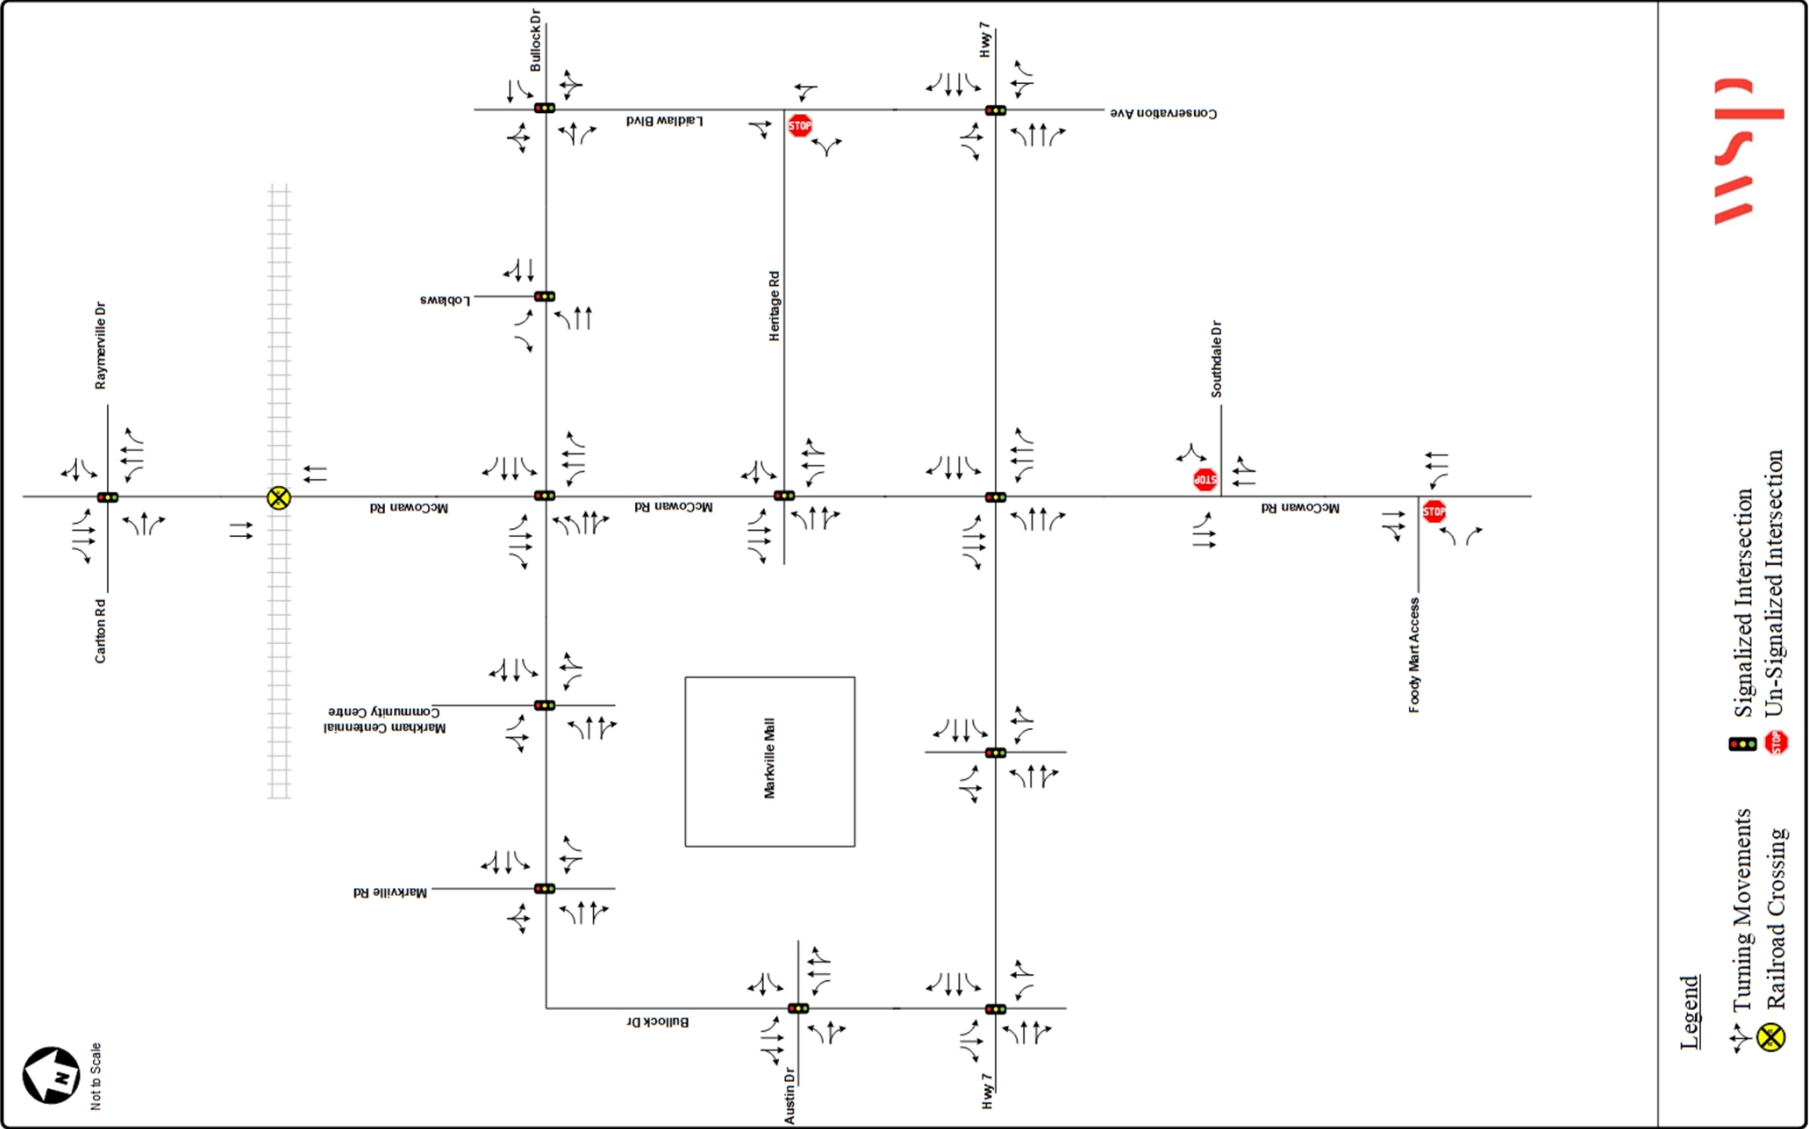 Bullock Dr
Hwy 7
Laidlaw Blvd
STOP
Conservation Ave
wsp
Raymerville Dr
Loblaws
Heritage Rd
Southdale Dr
McCowan Rd
McCowan Rd
STOP
McCowan Rd
STOP
Carlton Rd
Foody Mart Access
Markham Centennial
Community Centre
Markville Mall
Markville Rd
Bullock Dr
Austin Dr
Hwy 7
N
Not to Scale
Legend
Turning Movements
Signalized Intersection
Railroad Crossing
STOP
Un-Signalized Intersection